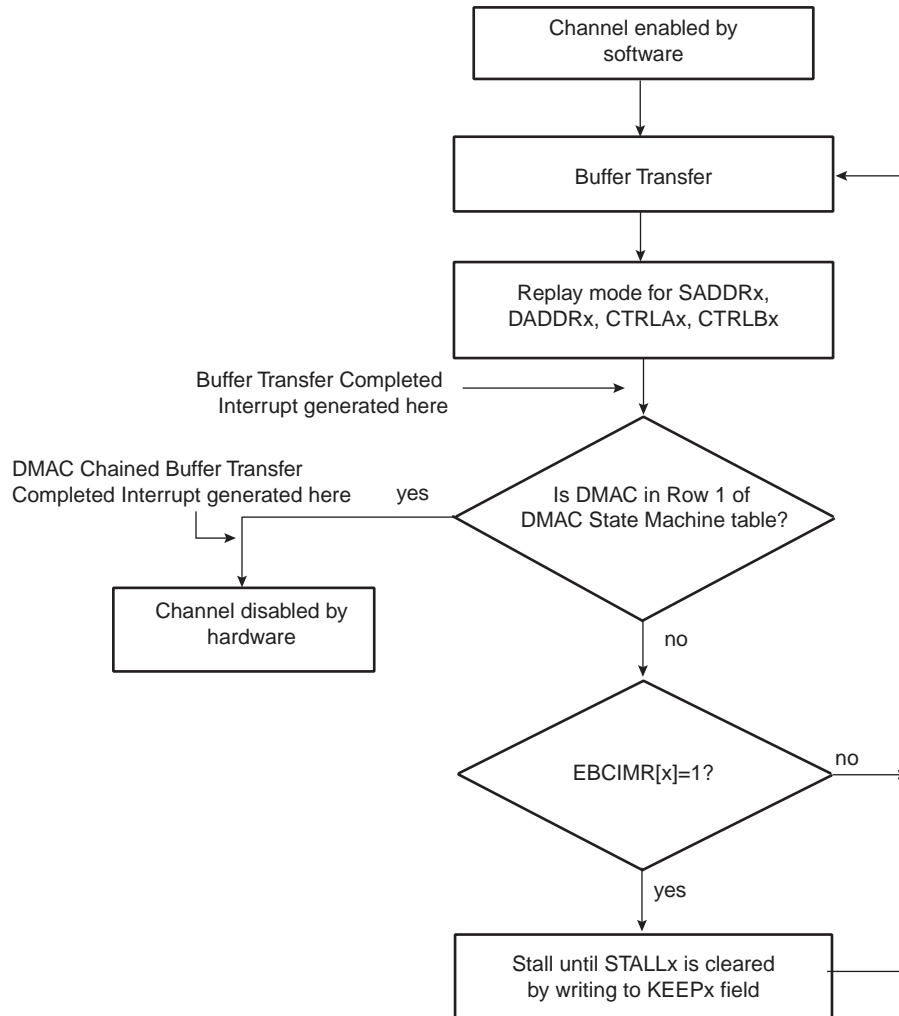 Channel enabled by
software
Buffer Transfer
Replay mode for SADDRx,
DADDRx, CTRLAx, CTRLBx
Buffer Transfer Completed
Interrupt generated here
DMAC Chained Buffer Transfer
Completed Interrupt generated here
yes
Is DMAC in Row 1 of
DMAC State Machine table?
Channel disabled by
hardware
no
EBCIMR[x]=1?
no
yes
Stall until STALLx is cleared
by writing to KEEPx field